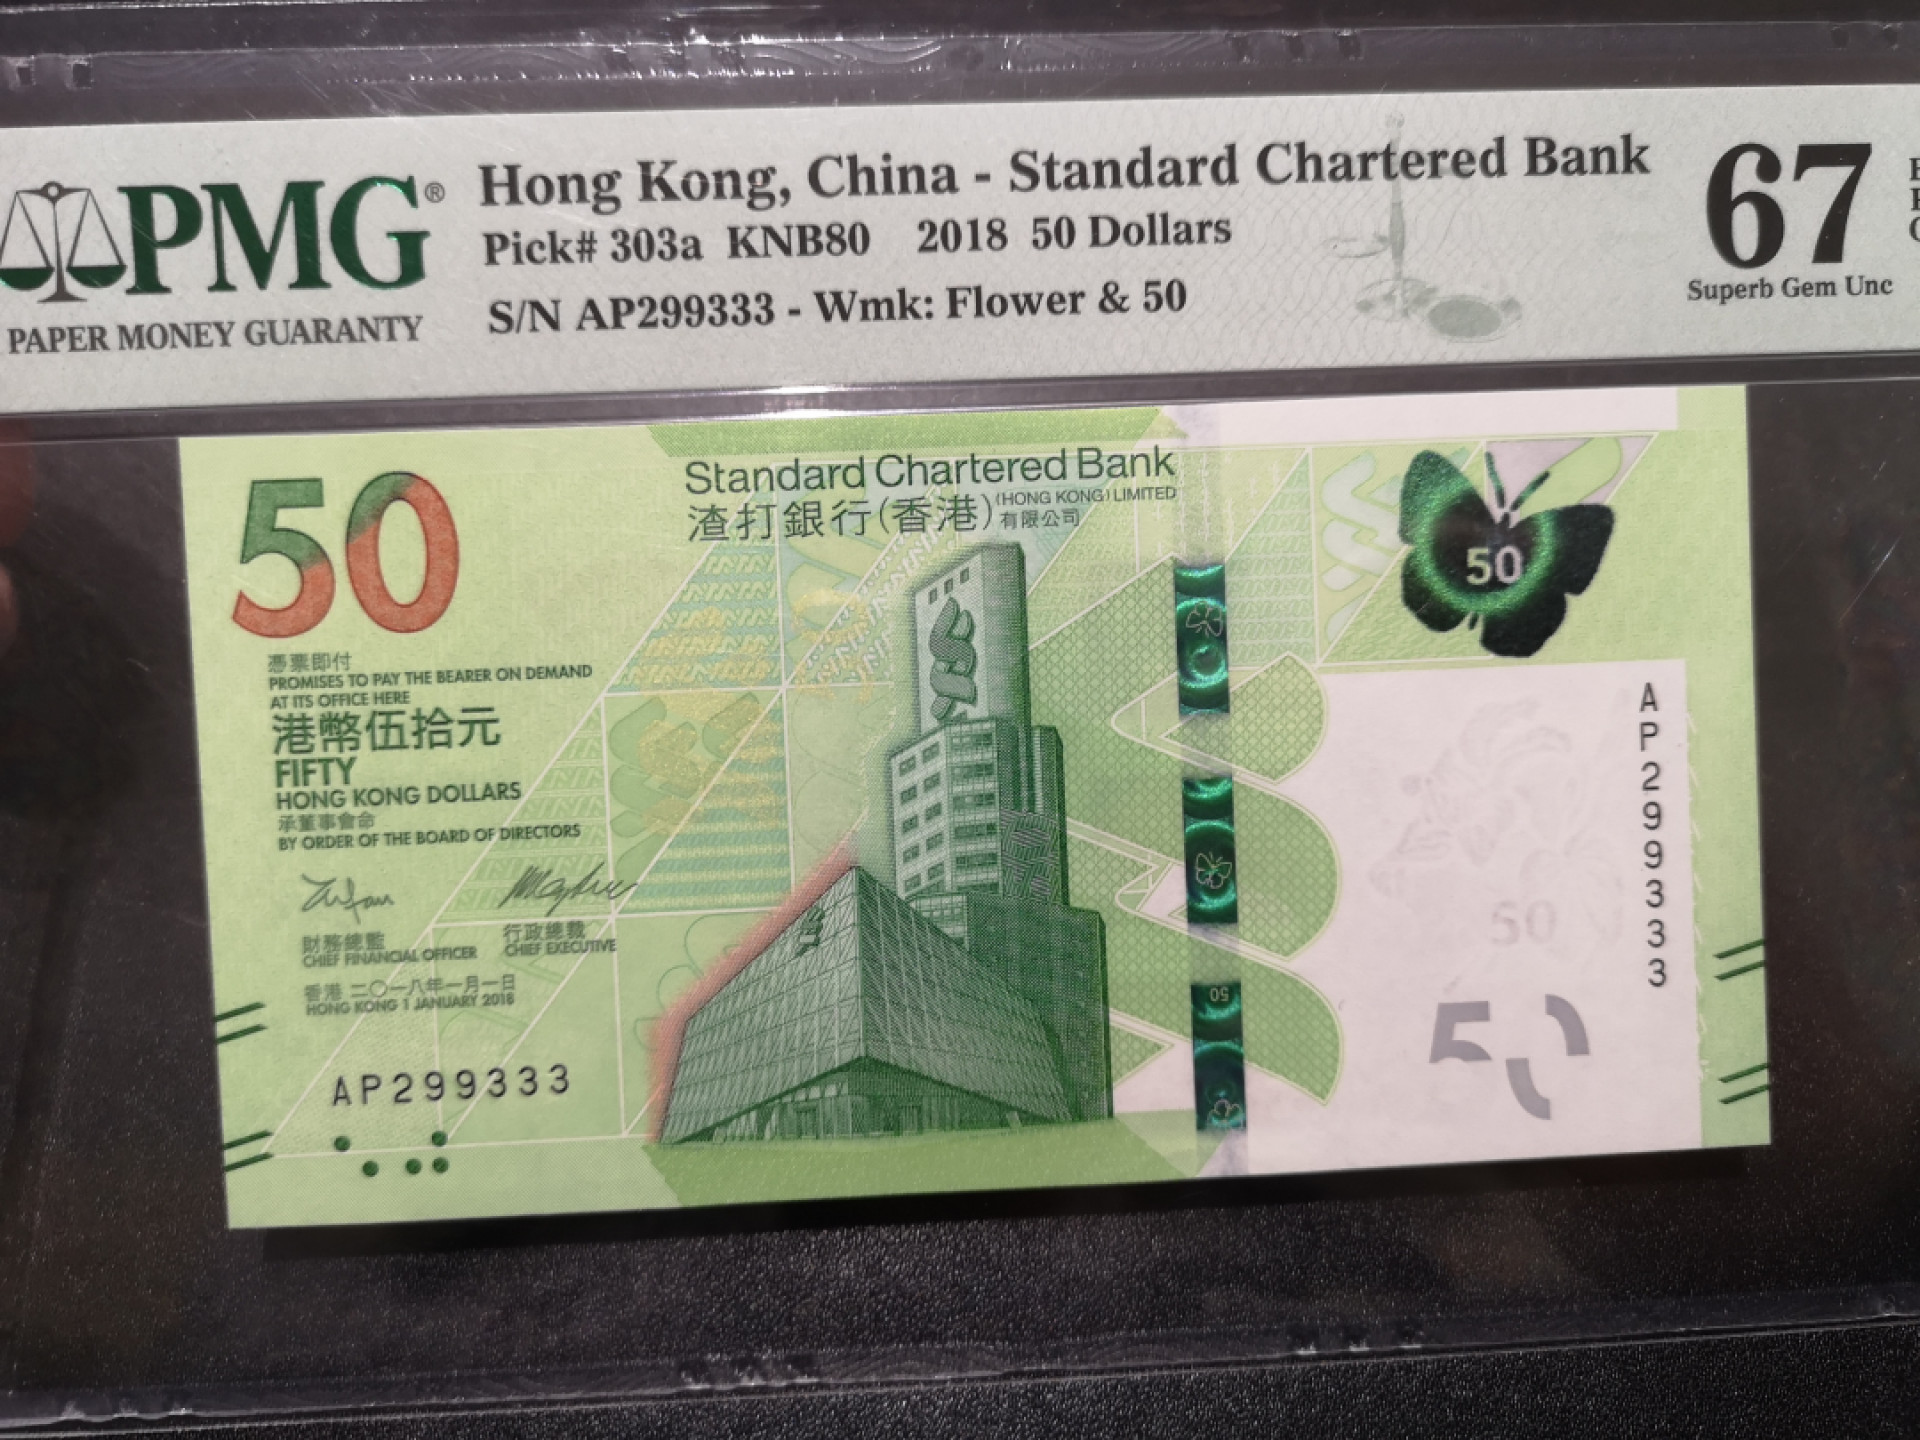 PMG®
PAPER MONEY GUARANTY
Hong Kong, China - Standard Chartered Bank
Pick# 303a KNB80 2018 50 Dollars
S/N AP299333 - Wmk: Flower & 50
67
Superb Gem Unc
50
Standard Chartered Bank
(HONG KONG) LIMITED
渣打銀行(香港)有限公司
50
憑票即付
PROMISES TO PAY THE BEARER ON DEMAND
AT ITS OFFICE HERE
港幣伍拾元
FIFTY
HONG KONG DOLLARS
承董事會命
BY ORDER OF THE BOARD OF DIRECTORS
財務總監
CHIEF FINANCIAL OFFICER
行政總裁
CHIEF EXECUTIVE
香港 二〇一八年一月一日
HONG KONG 1 JANUARY 2018
AP299333
AP299333
50
50
50